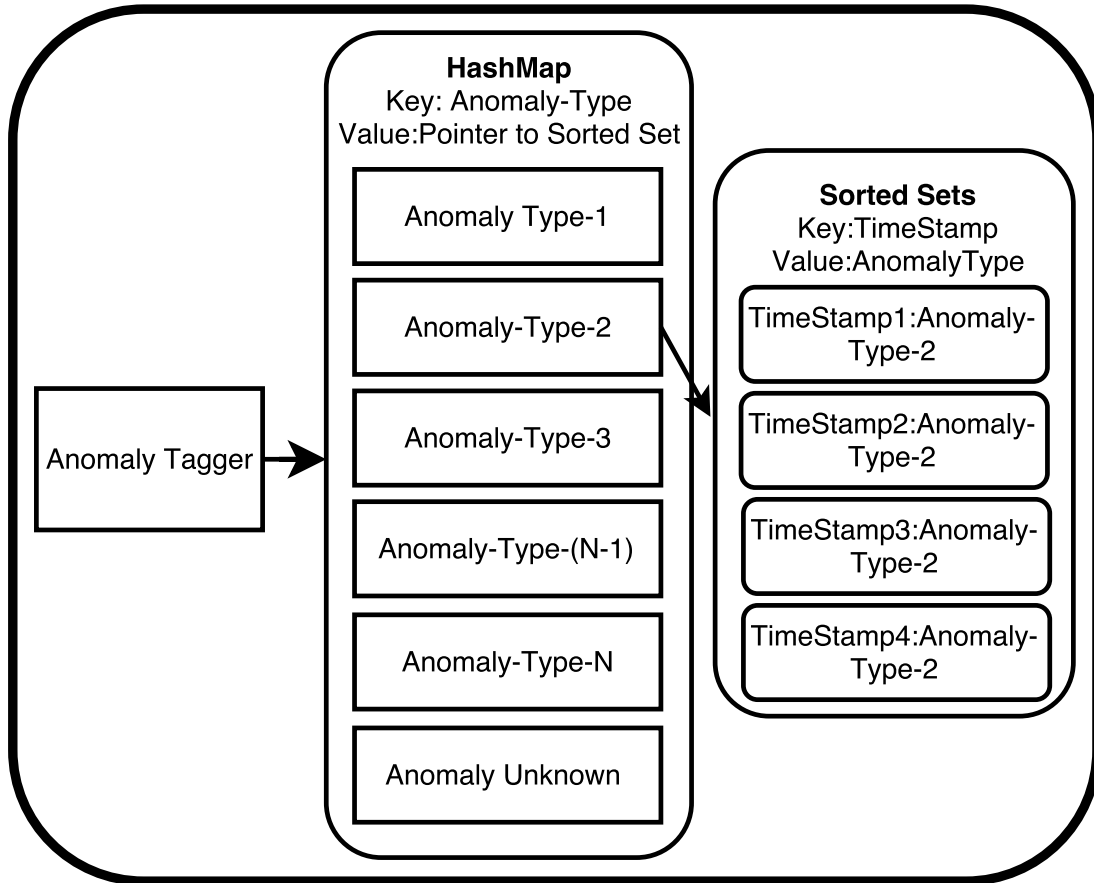 HashMap
Key: Anomaly-Type
Value:Pointer to Sorted Set
Anomaly Type-1
Anomaly-Type-2
Anomaly-Type-3
Anomaly-Type-(N-1)
Anomaly-Type-N
Anomaly Unknown
Anomaly Tagger
Sorted Sets
Key:TimeStamp
Value:AnomalyType
TimeStamp1:Anomaly-
Type-2
TimeStamp2:Anomaly-
Type-2
TimeStamp3:Anomaly-
Type-2
TimeStamp4:Anomaly-
Type-2